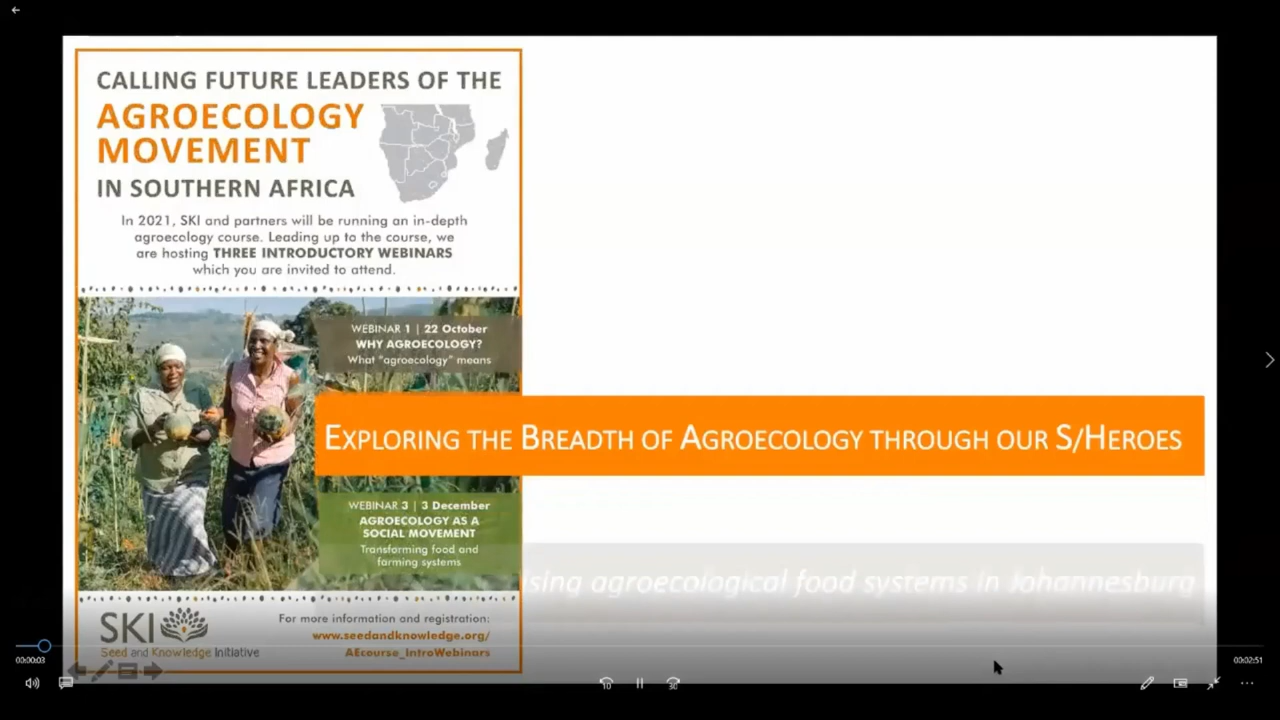 CALLING FUTURE LEADERS OF THE
AGROECOLOGY
MOVEMENT
IN SOUTHERN AFRICA
In 2021, SKI and partners will be running an in-depth
agroecology course. Leading up to the course, we
are hosting THREE INTRODUCTORY WEBINARS
which you are invited to attend.
WEBINAR 1 | 22 October
WHY AGROECOLOGY?
What "agroecology" means
EXPLORING THE BREADTH OF AGROECOLOGY THROUGH OUR S/HEROES
WEBINAR 3 | 3 December
AGROECOLOGY AS A
SOCIAL MOVEMENT
Transforming food and
farming systems
agroecological food systems in Johannesburg
SKI
Seed and Knowledge Initiative
For more information and registration:
www.seedandknowledge.org/
AEcourse_IntroWebinars
00:00:03
00:02:51
10
30